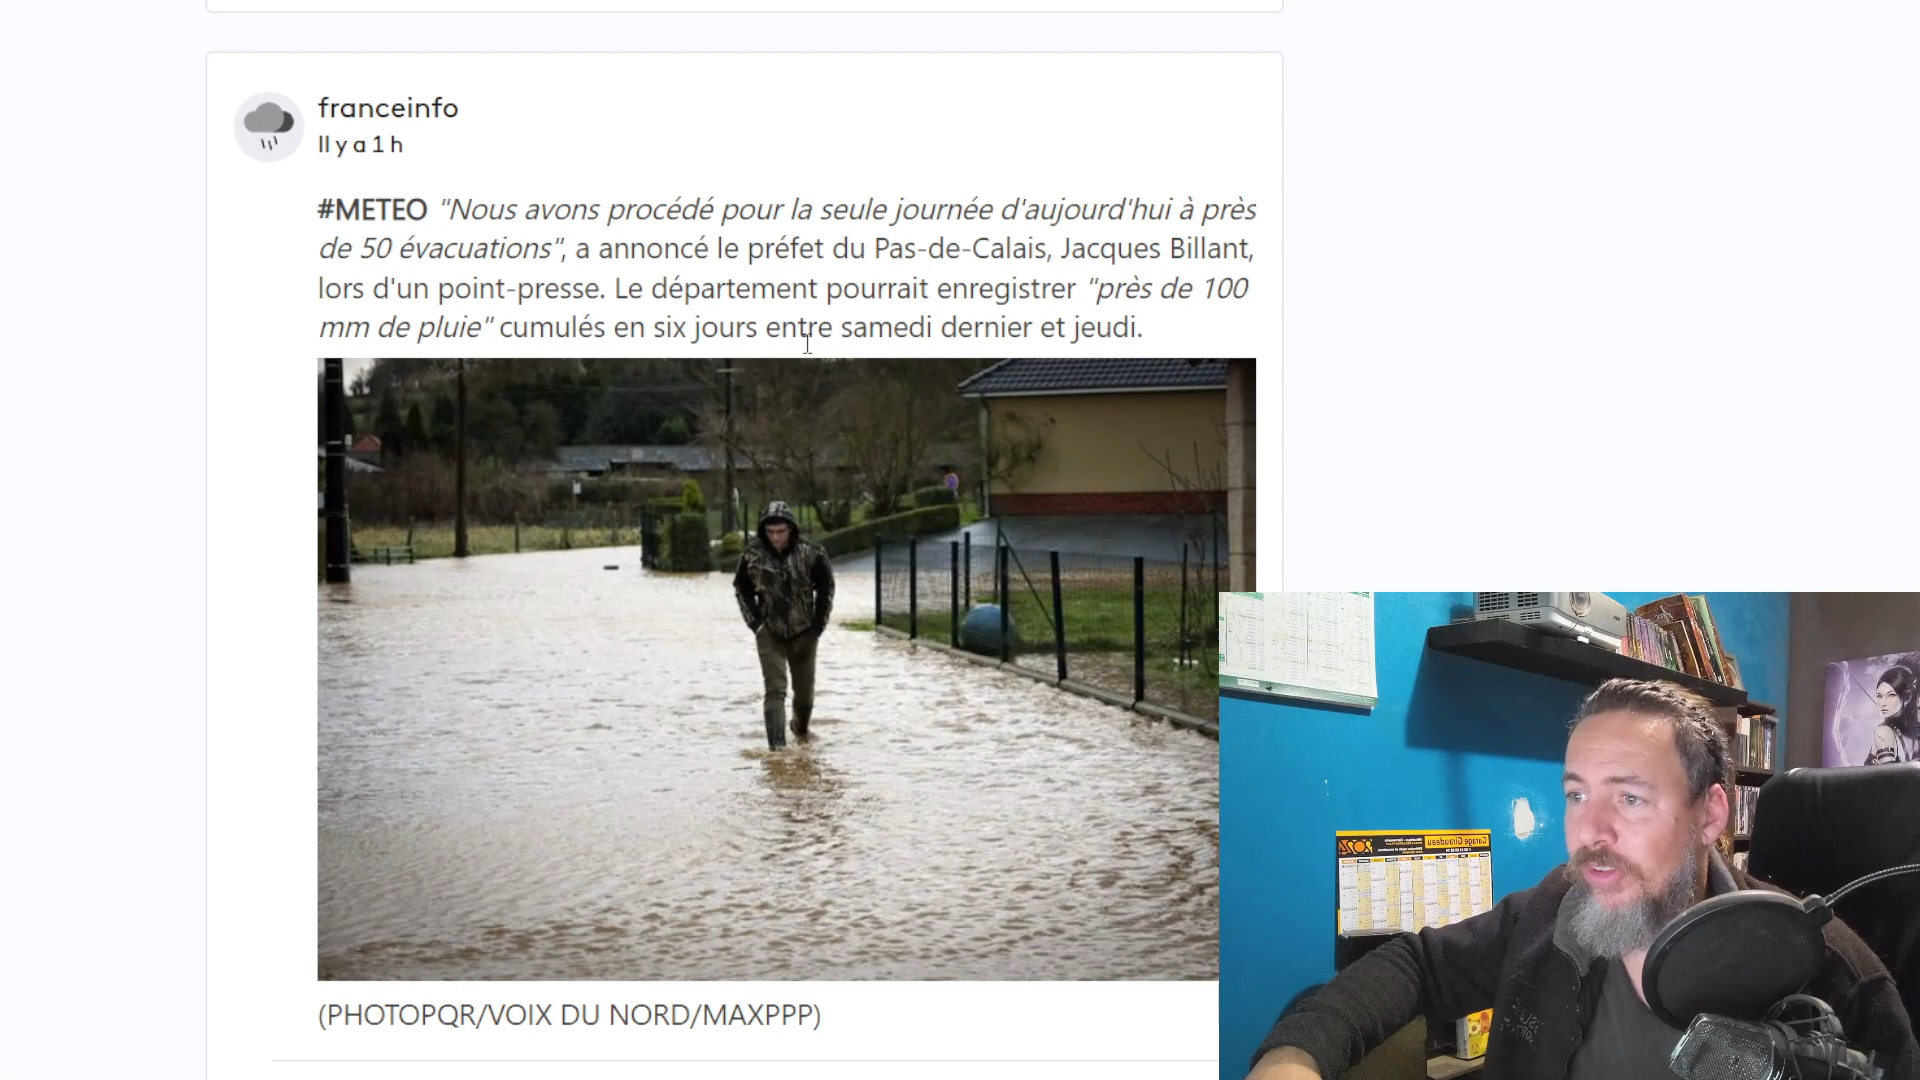 franceinfo
Il y a 1 h
#METEO "Nous avons procédé pour la seule journée d'aujourd'hui à près
de 50 évacuations", a annoncé le préfet du Pas-de-Calais, Jacques Billant,
lors d'un point-presse. Le département pourrait enregistrer "près de 100
mm de pluie" cumulés en six jours entre samedi dernier et jeudi.
(PHOTOPQR/VOIX DU NORD/MAXPPP)
Garage Giraudeau